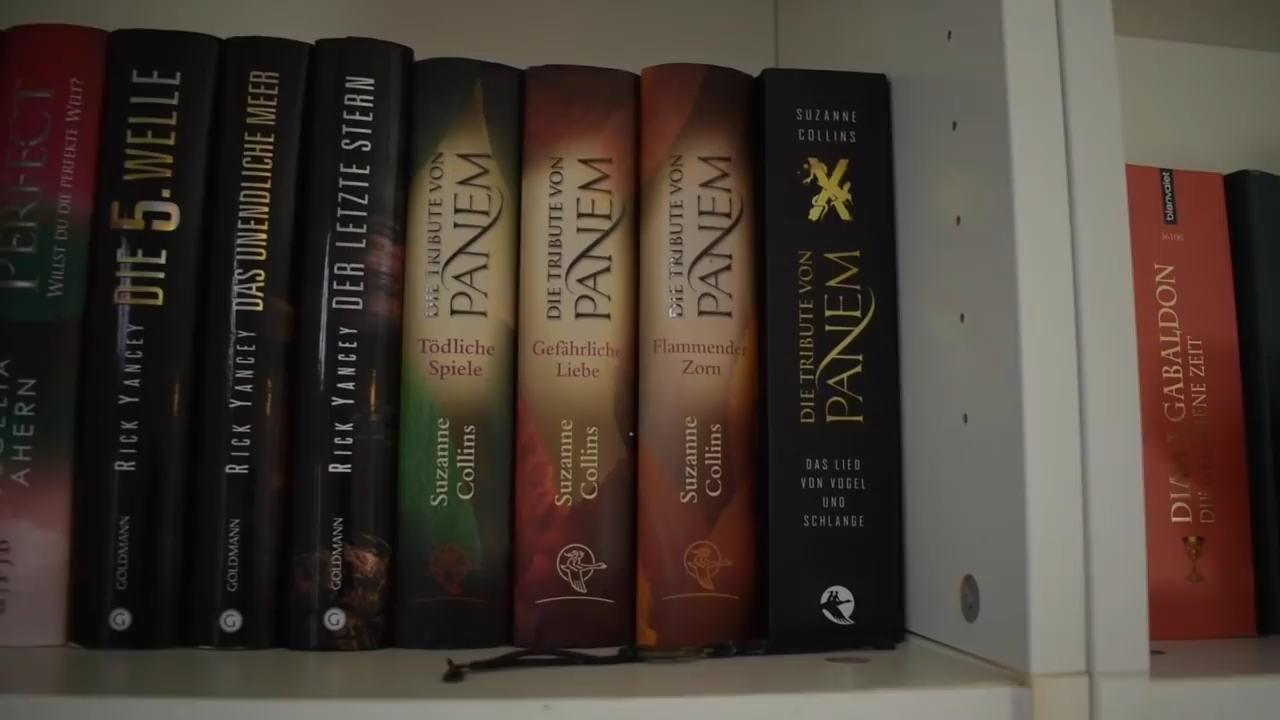 PERFECT
WILLST DU DIE PERFEKTE WELT?
AHERN
DIE 5. WELLE
RICK YANCEY
GOLDMANN
G
DAS UNENDLICHE MEER
RICK YANCEY
GOLDMANN
G
DER LETZTE STERN
RICK YANCEY
GOLDMANN
G
DIE TRIBUTE VON
PANEM
Tödliche
Spiele
Suzanne
Collins
DIE TRIBUTE VON
PANEM
Gefährliche
Liebe
Suzanne
Collins
DIE TRIBUTE VON
PANEM
Flammender
Zorn
Suzanne
Collins
SUZANNE
COLLINS
DIE TRIBUTE VON
PANEM
DAS LIED
VON VOGEL
UND
SCHLANGE
blanvalet
36106
GABALDON
ENE ZEIT